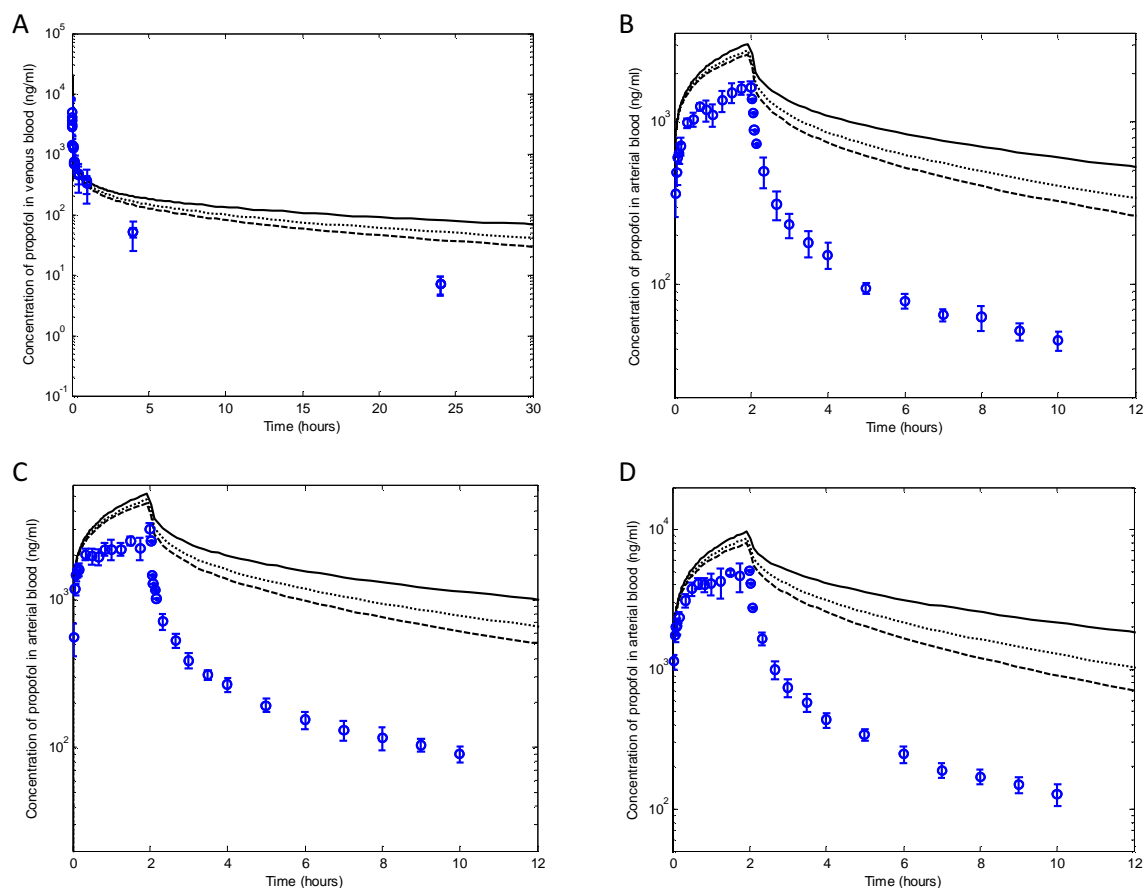 A
Concentration of propofol in venous blood (ng/ml)
10^5
10^4
10^3
10^2
10^1
10^0
10^-1
0 5 10 15 20 25 30
Time (hours)
B
Concentration of propofol in arterial blood (ng/ml)
10^3
10^2
0 2 4 6 8 10 12
Time (hours)
C
Concentration of propofol in arterial blood (ng/ml)
10^3
10^2
0 2 4 6 8 10 12
Time (hours)
D
Concentration of propofol in arterial blood (ng/ml)
10^4
10^3
10^2
0 2 4 6 8 10 12
Time (hours)